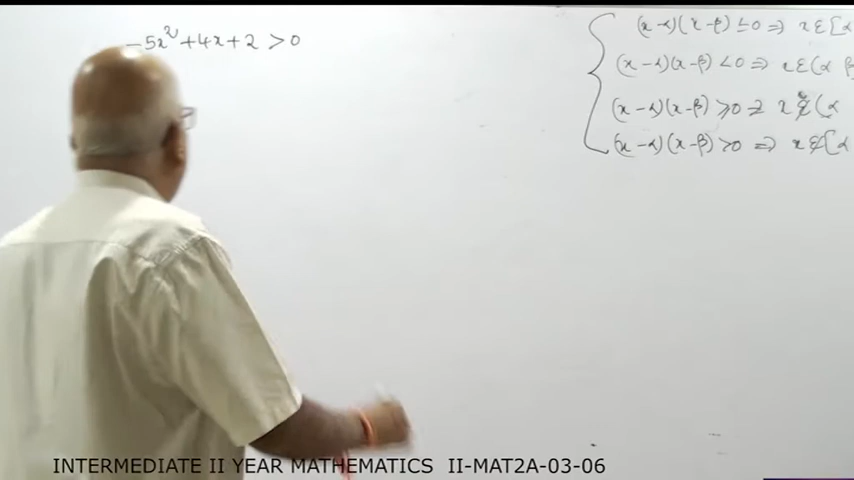 -5x²+4x+2 >0
(x-α)(x-β) ≤0 ⇒ x∈[α
(x-α)(x-β) <0 ⇒ x∈(α β
(x-α)(x-β) ≥0 ⇒ x∉(α
(x-α)(x-β) >0 ⇒ x∉[α
INTERMEDIATE II YEAR MATHEMATICS II-MAT2A-03-06